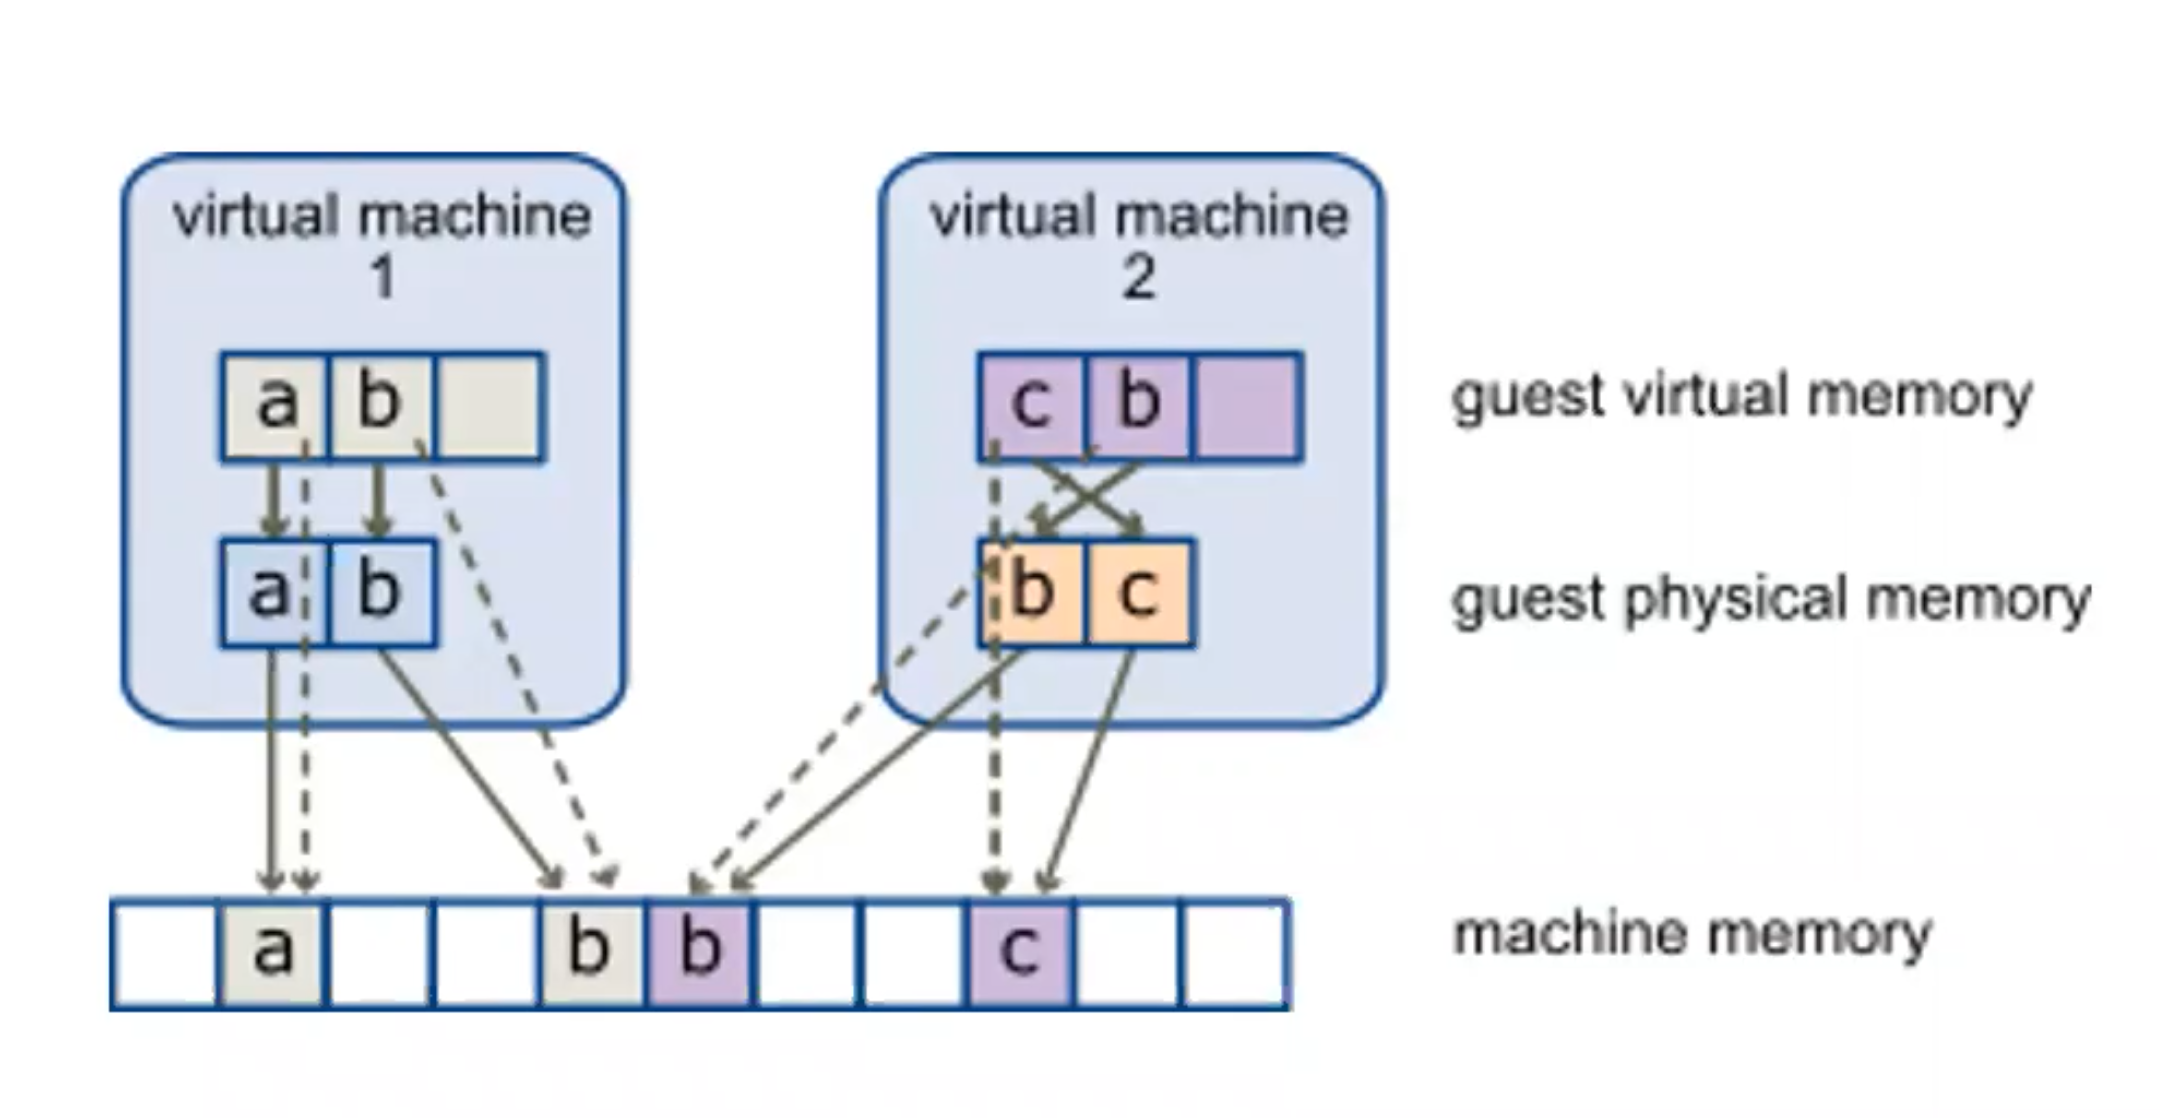 virtual machine
1
virtual machine
2
a b
c b
guest virtual memory
a b
b c
guest physical memory
a b b c
machine memory